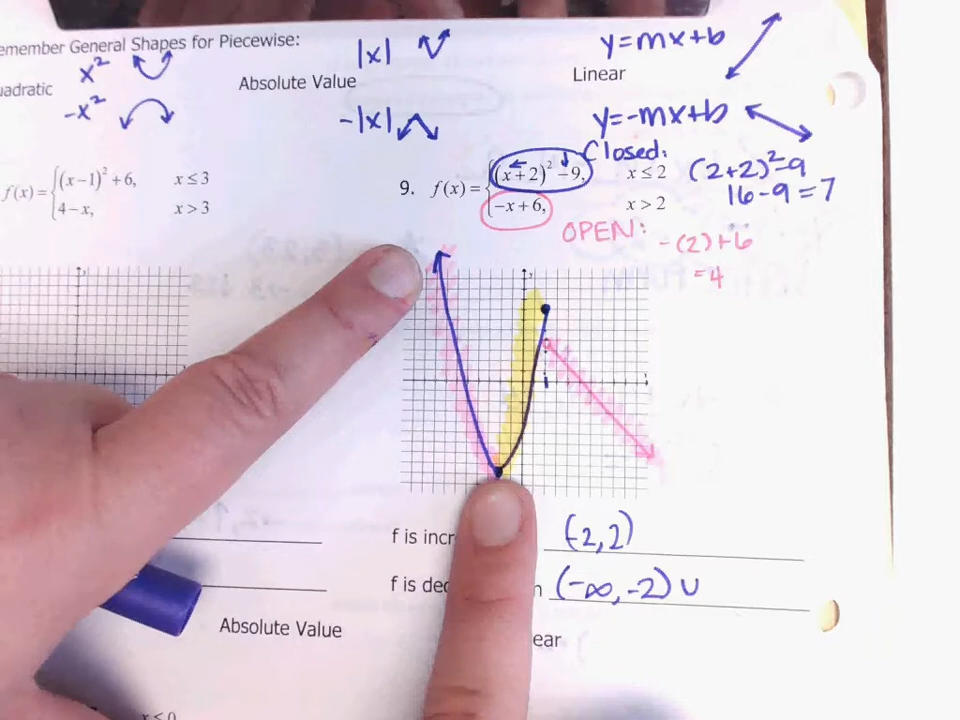 emember General Shapes for Piecewise:
|x|
y=mx+b
x²
uadratic
Absolute Value
Linear
-x²
-|x|
y=-mx+b
Closed:
f(x)={(x-1)²+6, x≤3
4-x, x>3
9. f(x)={(x+2)²-9, x≤2
-x+6, x>2
(2+2)²-9
16-9=7
OPEN: -(2)+6
=4
f is incr (-2,2)
f is dec n (-∞,-2)∪
Absolute Value
ear
x≤0